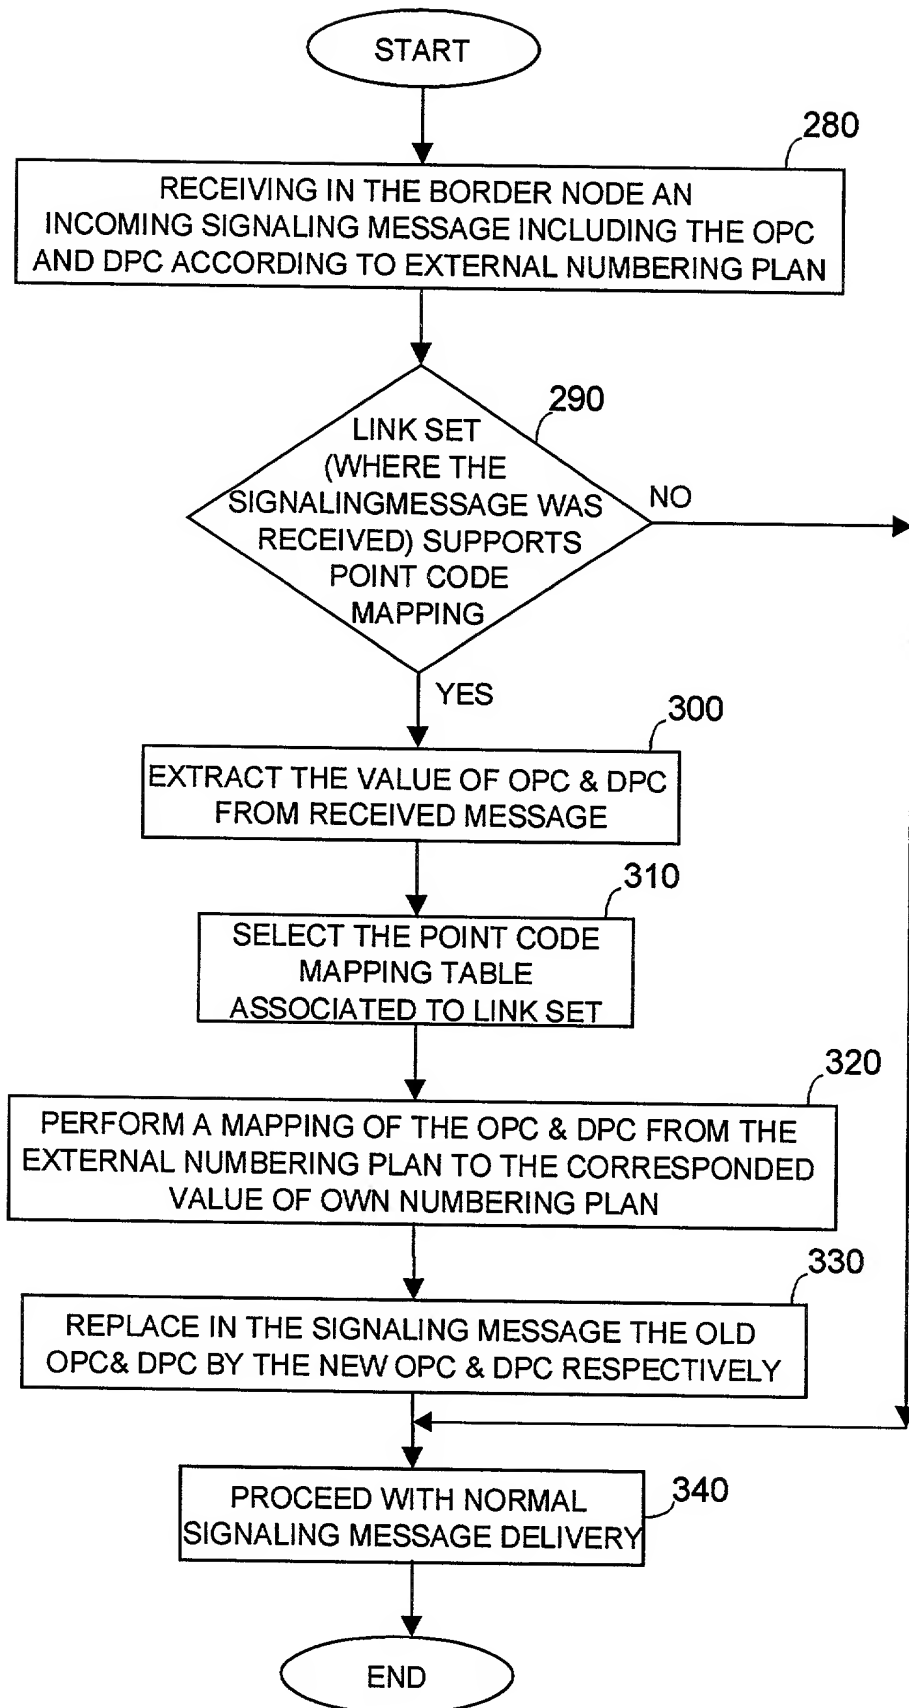 START
280
RECEIVING IN THE BORDER NODE AN
INCOMING SIGNALING MESSAGE INCLUDING THE OPC
AND DPC ACCORDING TO EXTERNAL NUMBERING PLAN
290
LINK SET
(WHERE THE
SIGNALINGMESSAGE WAS
RECEIVED) SUPPORTS
POINT CODE
MAPPING
NO
YES
300
EXTRACT THE VALUE OF OPC & DPC
FROM RECEIVED MESSAGE
310
SELECT THE POINT CODE
MAPPING TABLE
ASSOCIATED TO LINK SET
320
PERFORM A MAPPING OF THE OPC & DPC FROM THE
EXTERNAL NUMBERING PLAN TO THE CORRESPONDED
VALUE OF OWN NUMBERING PLAN
330
REPLACE IN THE SIGNALING MESSAGE THE OLD
OPC& DPC BY THE NEW OPC & DPC RESPECTIVELY
340
PROCEED WITH NORMAL
SIGNALING MESSAGE DELIVERY
END